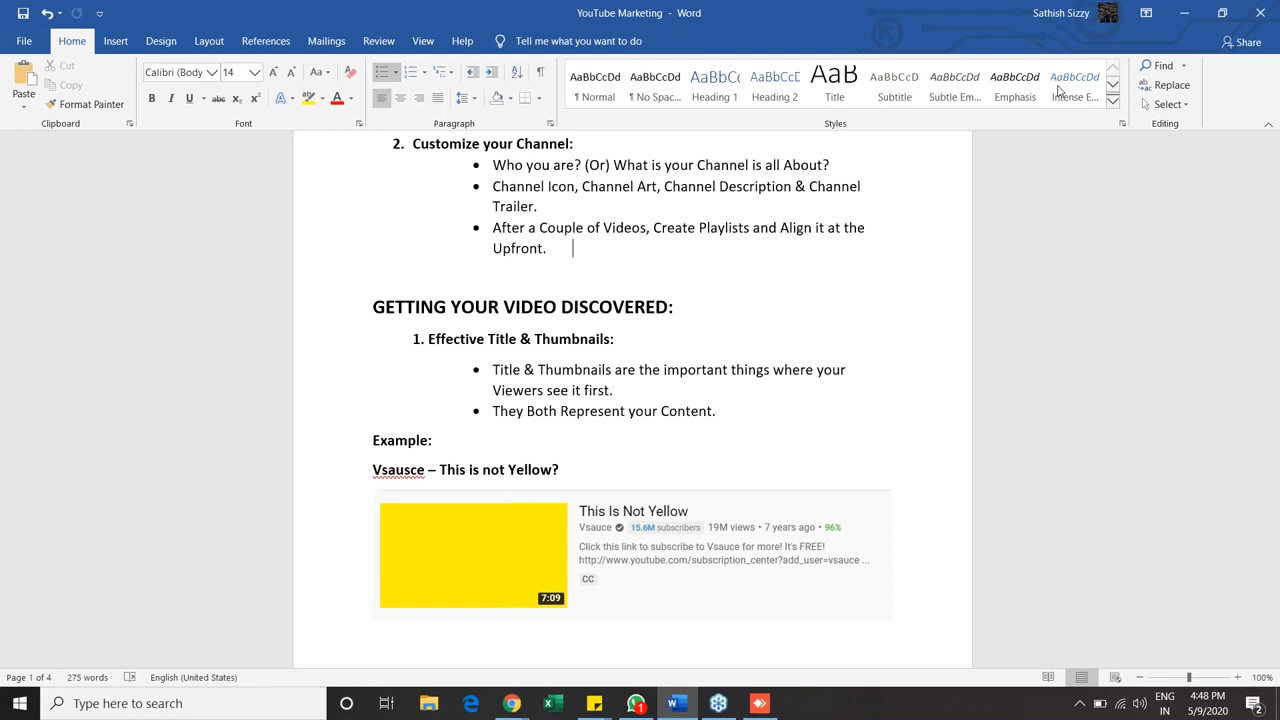 YouTube Marketing - Word
Sathish Sizzy
File Home Insert Design Layout References Mailings Review View Help Tell me what you want to do
Share
Paste
Cut
Copy
Format Painter
Calibri (Body 14
Aa
B I U abc x₂ x² A A
AaBbCcDd AaBbCcDd AaBbCc AaBbCcD AaB AaBbCcD AaBbCcDd AaBbCcDd AaBbCcDd
¶ Normal ¶ No Spac... Heading 1 Heading 2 Title Subtitle Subtle Em... Emphasis Intense E...
Find
Replace
Select
Clipboard Font Paragraph Styles Editing
2. Customize your Channel:
• Who you are? (Or) What is your Channel is all About?
• Channel Icon, Channel Art, Channel Description & Channel
Trailer.
• After a Couple of Videos, Create Playlists and Align it at the
Upfront.
GETTING YOUR VIDEO DISCOVERED:
1. Effective Title & Thumbnails:
• Title & Thumbnails are the important things where your
Viewers see it first.
• They Both Represent your Content.
Example:
Vsausce – This is not Yellow?
This Is Not Yellow
Vsauce 15.6M subscribers 19M views • 7 years ago • 96%
Click this link to subscribe to Vsauce for more! It's FREE!
http://www.youtube.com/subscription_center?add_user=vsauce ...
CC
7:09
Page 1 of 4 275 words English (United States) 100%
Type here to search
1
ENG
IN
4:48 PM
5/9/2020
2